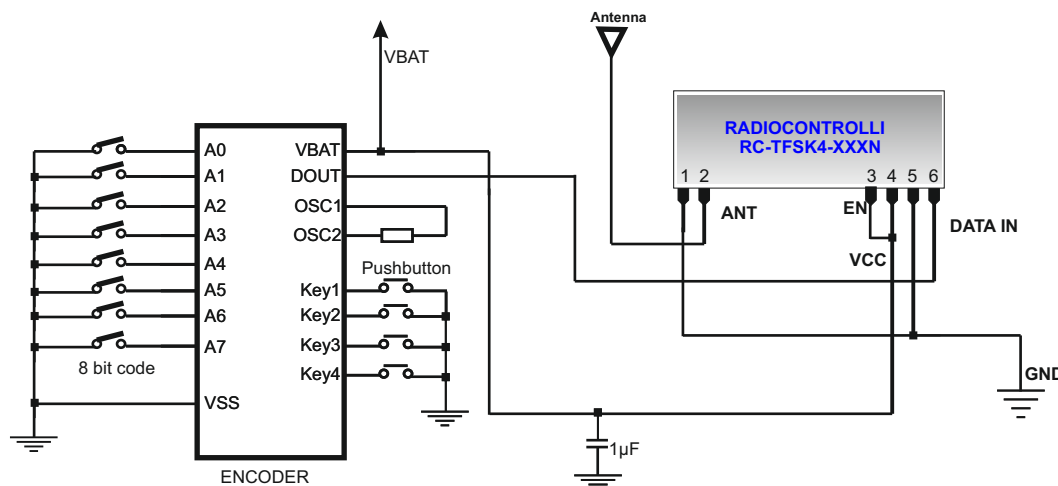 Antenna
VBAT
RADIOCONTROLLI
RC-TFSK4-XXXN
1 2 3 4 5 6
ANT
EN
DATA IN
VCC
A0 VBAT
A1 DOUT
A2 OSC1
A3 OSC2
A4
Pushbutton
A5 Key1
A6 Key2
A7 Key3
8 bit code
Key4
VSS
GND
1µF
ENCODER